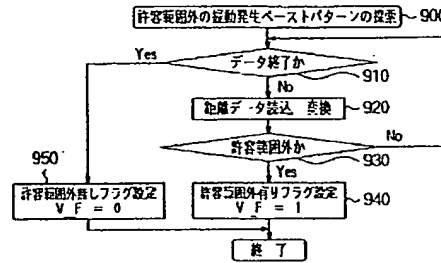 許容範囲外の振動発生ペーストパターンの探索
900
Yes
データ終了か
910
No
距離データ読込 変換
920
許容範囲外か
No
930
950
Yes
許容範囲外無しフラグ設定
V_F = 0
許容範囲外有りフラグ設定
V_F = 1
940
終了